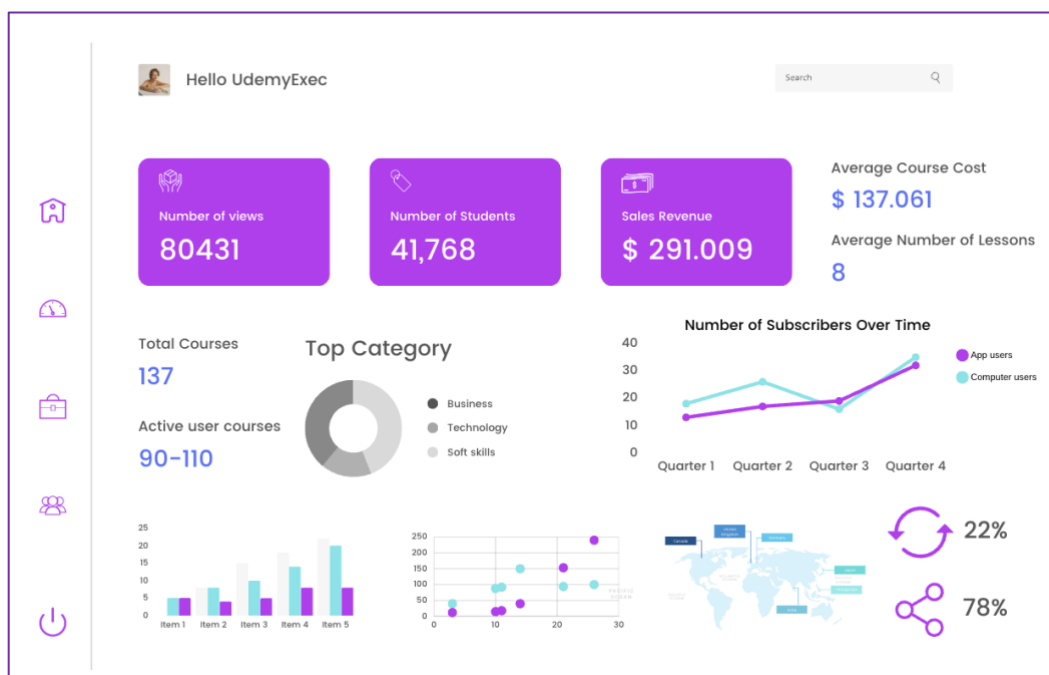 Hello UdemyExec
Search
Number of views
80431
Number of Students
41,768
Sales Revenue
$ 291.009
Average Course Cost
$ 137.061
Average Number of Lessons
8
Total Courses
137
Active user courses
90-110
Top Category
Business
Technology
Soft skills
Number of Subscribers Over Time
40
30
20
10
0
Quarter 1 Quarter 2 Quarter 3 Quarter 4
App users
Computer users
25
20
15
10
5
0
Item 1 Item 2 Item 3 Item 4 Item 5
250
200
150
100
50
0
0 10 20 30
Canada
22%
78%